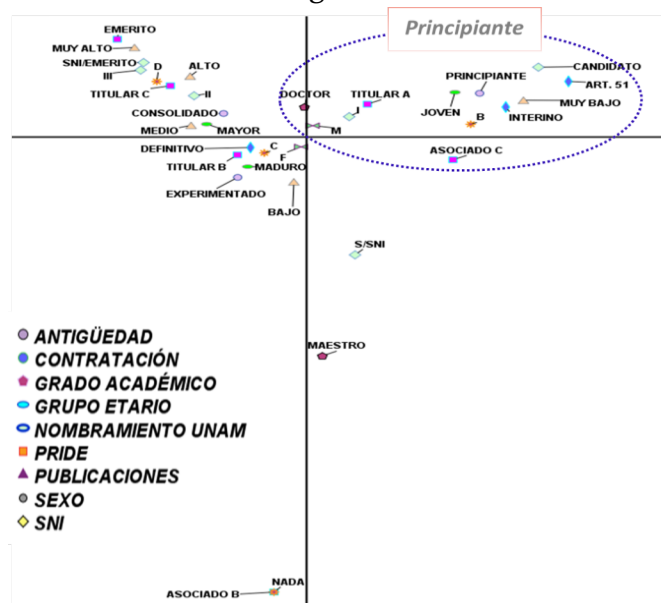 Principiante
EMERITO
MUY ALTO
SNI/EMERITO
III
D
ALTO
TITULAR C
II
CONSOLIDADO
MEDIO
MAYOR
DOCTOR
M
I
TITULAR A
JOVEN
PRINCIPIANTE
B
CANDIDATO
ART. 51
INTERINO
MUY BAJO
DEFINITIVO
C
F
TITULAR B
MADURO
EXPERIMENTADO
BAJO
ASOCIADO C
S/SNI
MAESTRO
ANTIGÜEDAD
CONTRATACIÓN
GRADO ACADÉMICO
GRUPO ETARIO
NOMBRAMIENTO UNAM
PRIDE
PUBLICACIONES
SEXO
SNI
NADA
ASOCIADO B